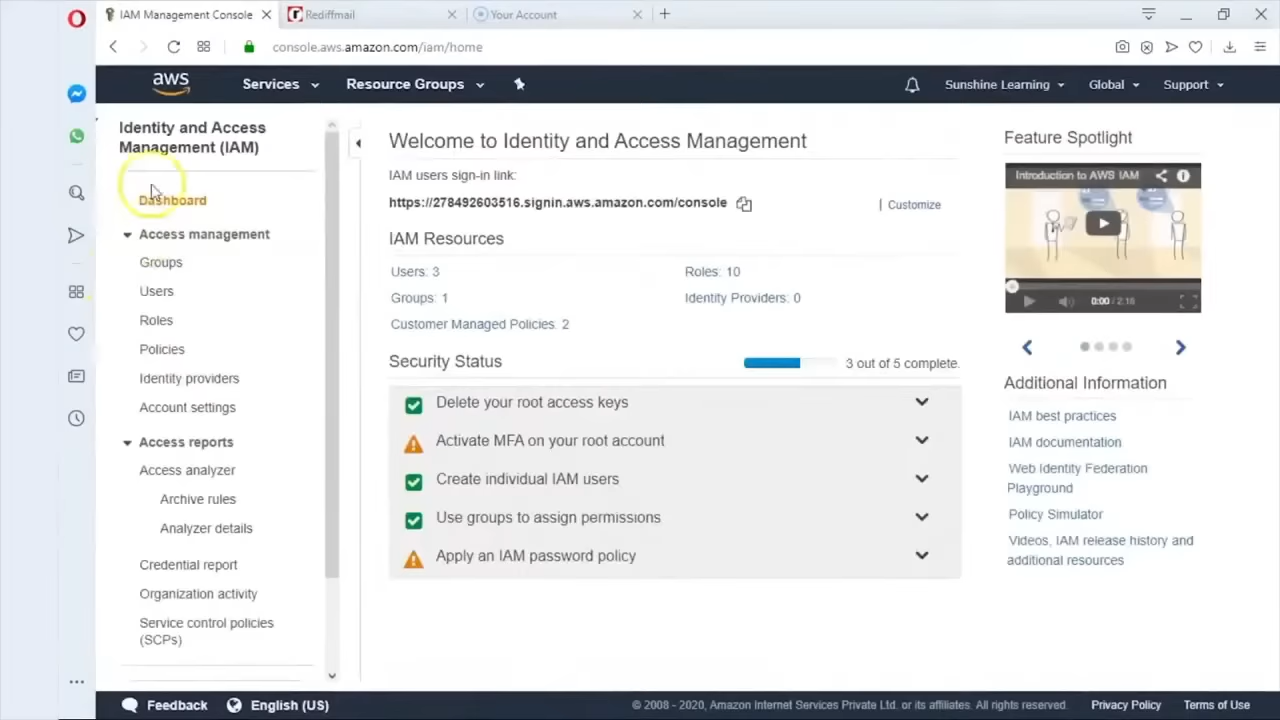 IAM Management Console
Rediffmail
Your Account
console.aws.amazon.com/iam/home
aws
Services
Resource Groups
Sunshine Learning
Global
Support
Identity and Access
Management (IAM)
Dashboard
Access management
Groups
Users
Roles
Policies
Identity providers
Account settings
Access reports
Access analyzer
Archive rules
Analyzer details
Credential report
Organization activity
Service control policies
(SCPs)
Welcome to Identity and Access Management
IAM users sign-in link:
https://278492603516.signin.aws.amazon.com/console
| Customize
IAM Resources
Users: 3
Roles: 10
Groups: 1
Identity Providers: 0
Customer Managed Policies: 2
Security Status
3 out of 5 complete.
Delete your root access keys
Activate MFA on your root account
Create individual IAM users
Use groups to assign permissions
Apply an IAM password policy
Feature Spotlight
Introduction to AWS IAM
0:00 / 2:16
Additional Information
IAM best practices
IAM documentation
Web Identity Federation
Playground
Policy Simulator
Videos, IAM release history and
additional resources
Feedback
English (US)
© 2008 - 2020, Amazon Internet Services Private Ltd. or its affiliates. All rights reserved.
Privacy Policy
Terms of Use